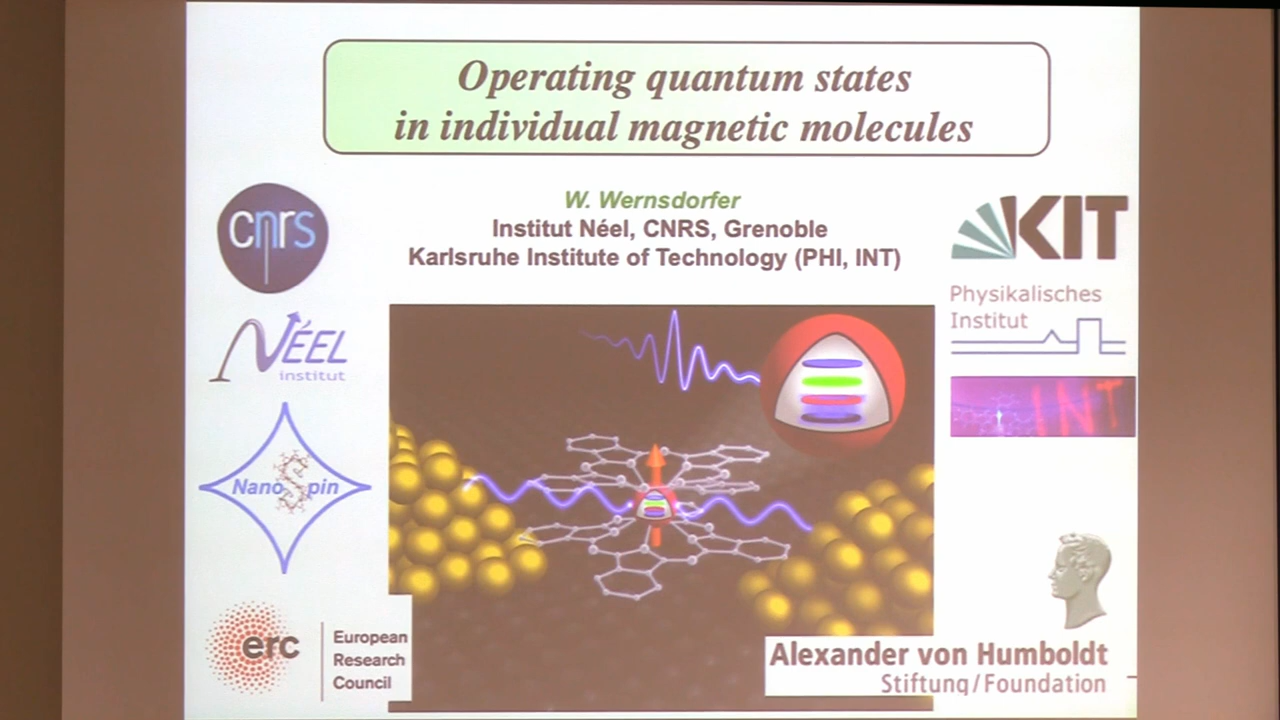 Operating quantum states
in individual magnetic molecules
W. Wernsdorfer
Institut Néel, CNRS, Grenoble
Karlsruhe Institute of Technology (PHI, INT)
cnrs
NÉEL
institut
NanoSpin
erc
European
Research
Council
KIT
Physikalisches
Institut
INT
Alexander von Humboldt
Stiftung/Foundation